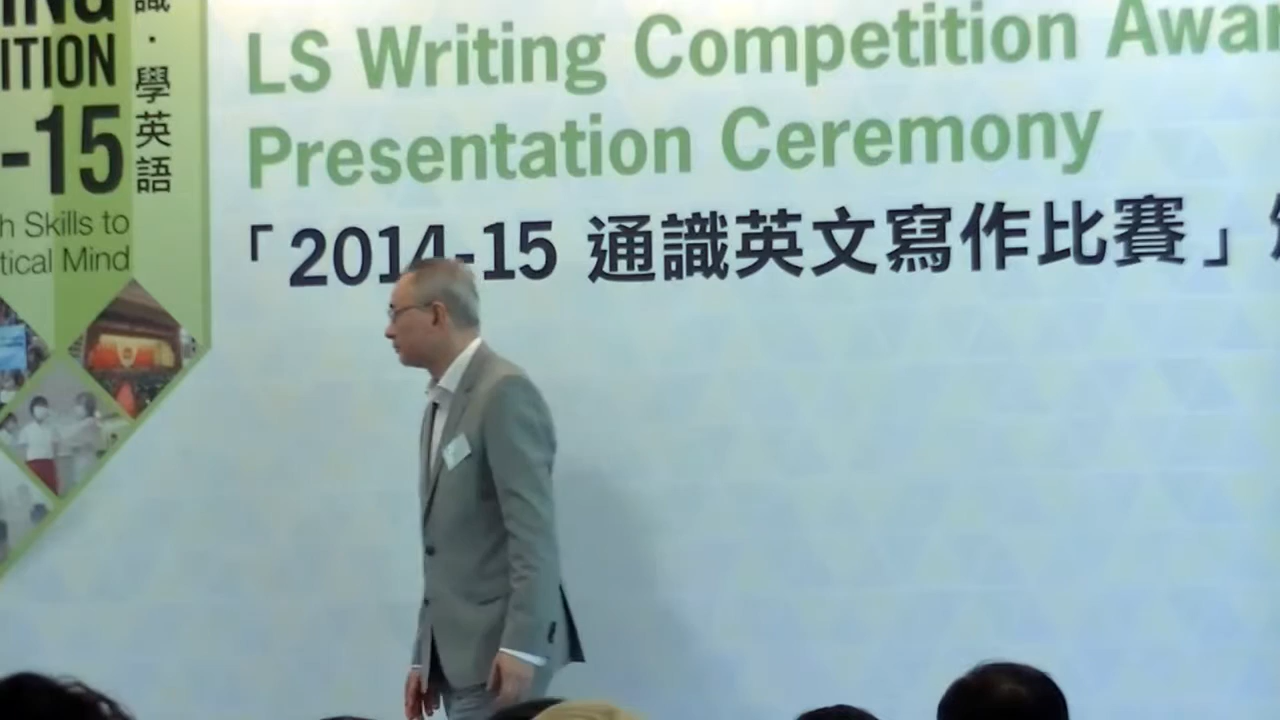 ITION
-15
h Skills to
tical Mind
識·學英語
LS Writing Competition Awar
Presentation Ceremony
「2014-15 通識英文寫作比賽」